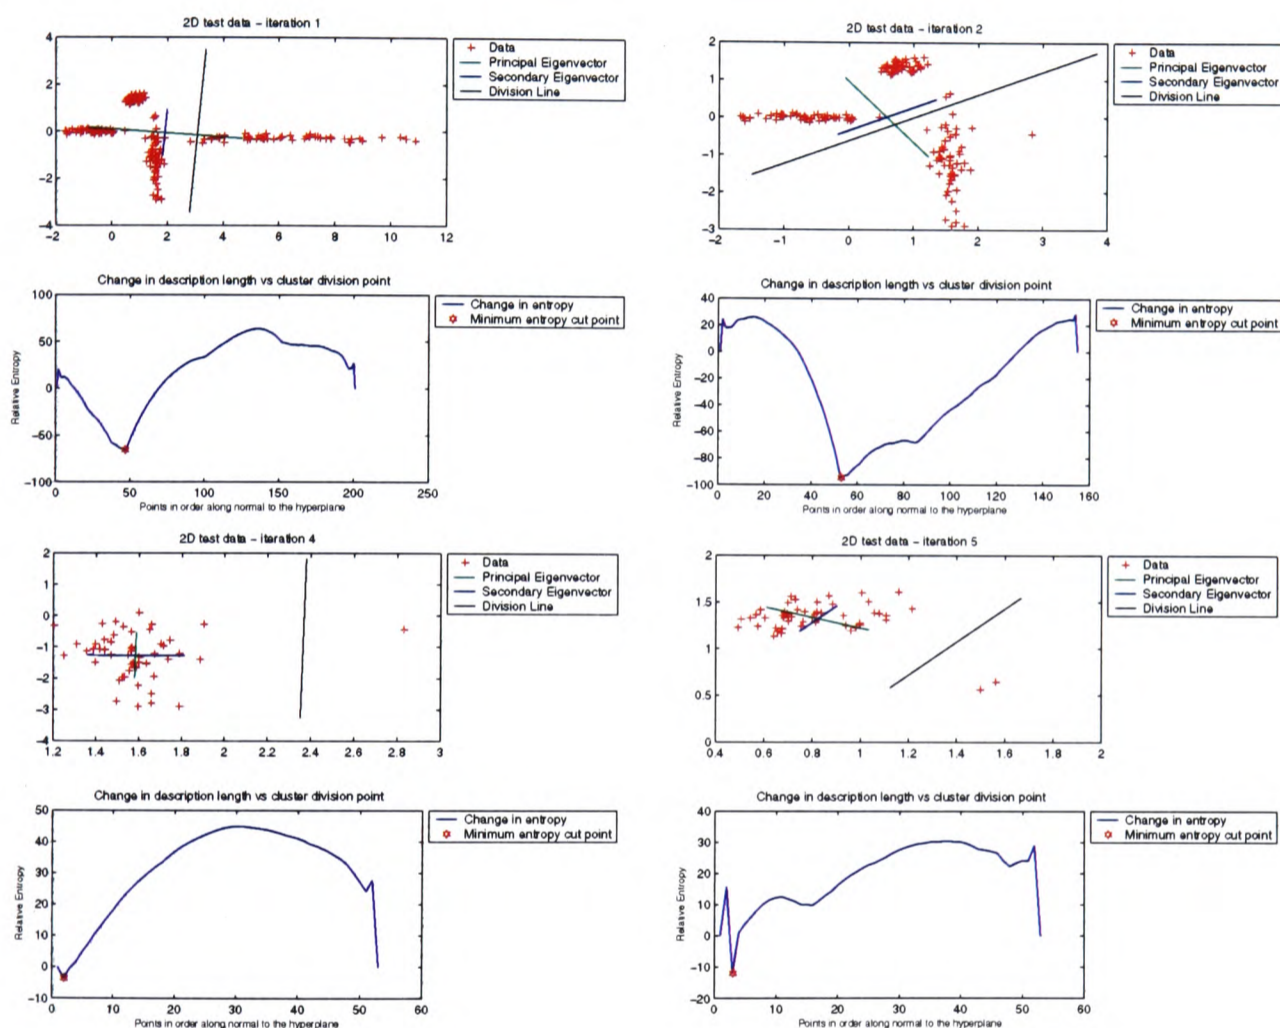 2D test data – iteration 1
4
2
0
−2
−4
−2 0 2 4 6 8 10 12
Data
Principal Eigenvector
Secondary Eigenvector
Division Line
Change in description length vs cluster division point
Relative Entropy
100
50
0
−50
−100
0 50 100 150 200 250
Points in order along normal to the hyperplane
Change in entropy
Minimum entropy cut point
2D test data – iteration 2
2
1
0
−1
−2
−3
−2 −1 0 1 2 3 4
Data
Principal Eigenvector
Secondary Eigenvector
Division Line
Change in description length vs cluster division point
Relative Entropy
40
20
0
−20
−40
−60
−80
−100
0 20 40 60 80 100 120 140 160
Points in order along normal to the hyperplane
Change in entropy
Minimum entropy cut point
2D test data – iteration 4
2
1
0
−1
−2
−3
−4
1.2 1.4 1.6 1.8 2 2.2 2.4 2.6 2.8 3
Data
Principal Eigenvector
Secondary Eigenvector
Division Line
Change in description length vs cluster division point
Relative Entropy
50
40
30
20
10
0
−10
0 10 20 30 40 50 60
Points in order along normal to the hyperplane
Change in entropy
Minimum entropy cut point
2D test data – iteration 5
2
1.5
1
0.5
0
0.4 0.6 0.8 1 1.2 1.4 1.6 1.8 2
Data
Principal Eigenvector
Secondary Eigenvector
Division Line
Change in description length vs cluster division point
Relative Entropy
40
30
20
10
0
−10
−20
0 10 20 30 40 50 60
Points in order along normal to the hyperplane
Change in entropy
Minimum entropy cut point